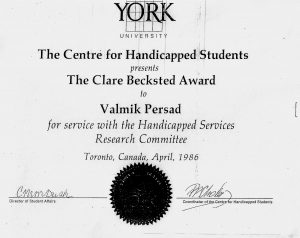 YORK
UNIVERSITY
The Centre for Handicapped Students
presents
The Clare Becksted Award
to
Valmik Persad
for service with the Handicapped Services
Research Committee
Toronto, Canada, April, 1986
Director of Student Affairs
Coordinator of the Centre for Handicapped Students